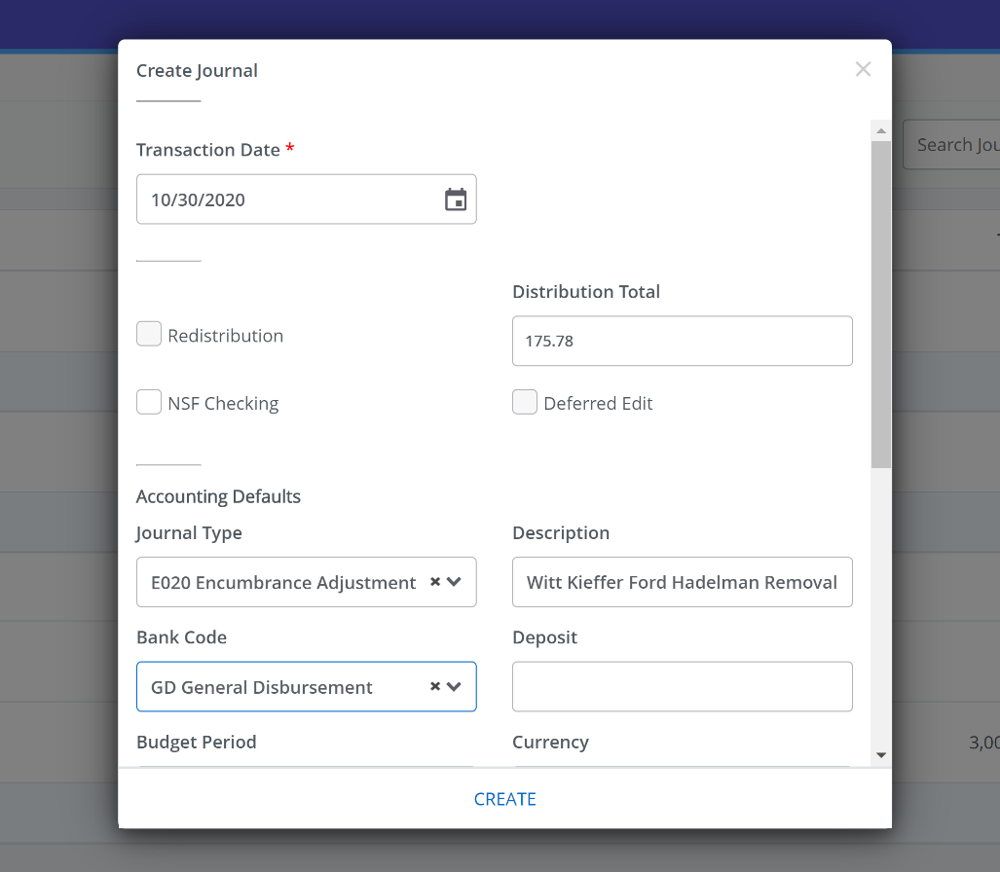 Create Journal
Search Jou
Transaction Date *
10/30/2020
Distribution Total
Redistribution
175.78
NSF Checking
Deferred Edit
Accounting Defaults
Journal Type
Description
E020 Encumbrance Adjustment
Witt Kieffer Ford Hadelman Removal
Bank Code
Deposit
GD General Disbursement
Budget Period
Currency
3,00
CREATE